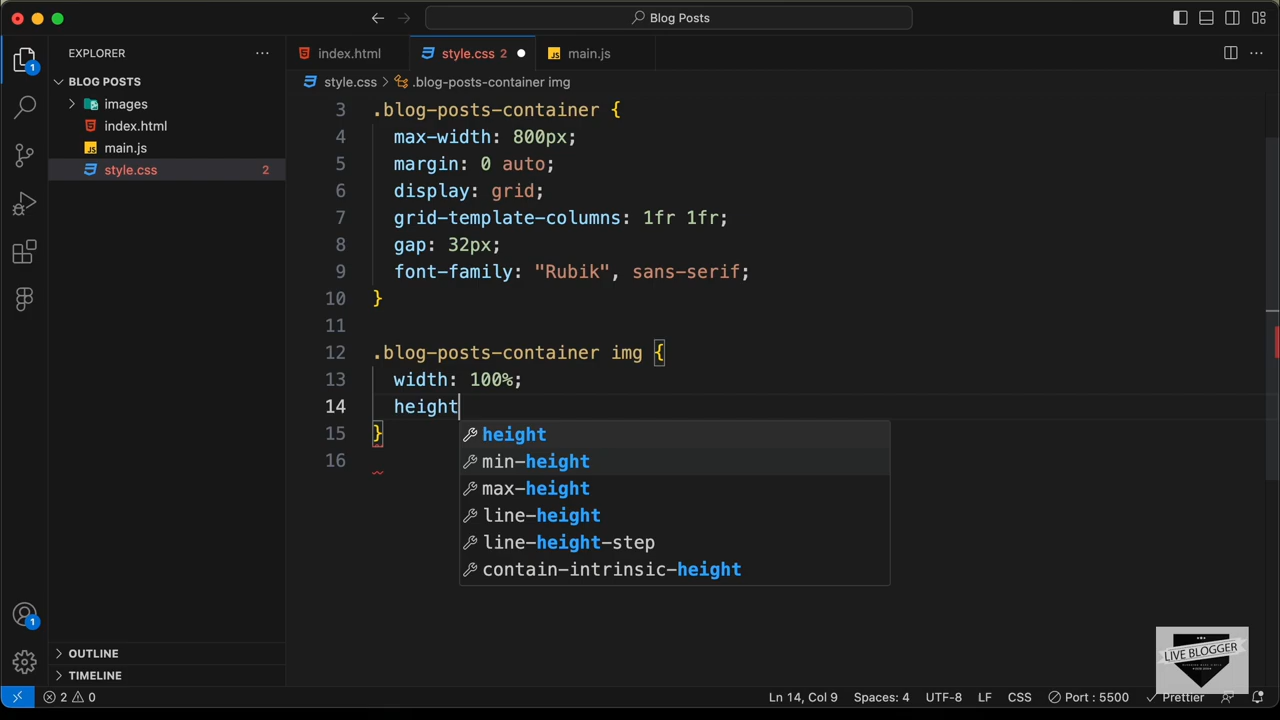 Blog Posts
EXPLORER
index.html
style.css 2
main.js
BLOG POSTS
style.css > .blog-posts-container img
images
index.html
main.js
style.css 2
3 .blog-posts-container {
4 max-width: 800px;
5 margin: 0 auto;
6 display: grid;
7 grid-template-columns: 1fr 1fr;
8 gap: 32px;
9 font-family: "Rubik", sans-serif;
10 }
11
12 .blog-posts-container img {
13 width: 100%;
14 height
15 }
16
height
min-height
max-height
line-height
line-height-step
contain-intrinsic-height
1
1
OUTLINE
TIMELINE
LIVE BLOGGER
2 0
Ln 14, Col 9
Spaces: 4
UTF-8
LF
CSS
Port : 5500
Prettier